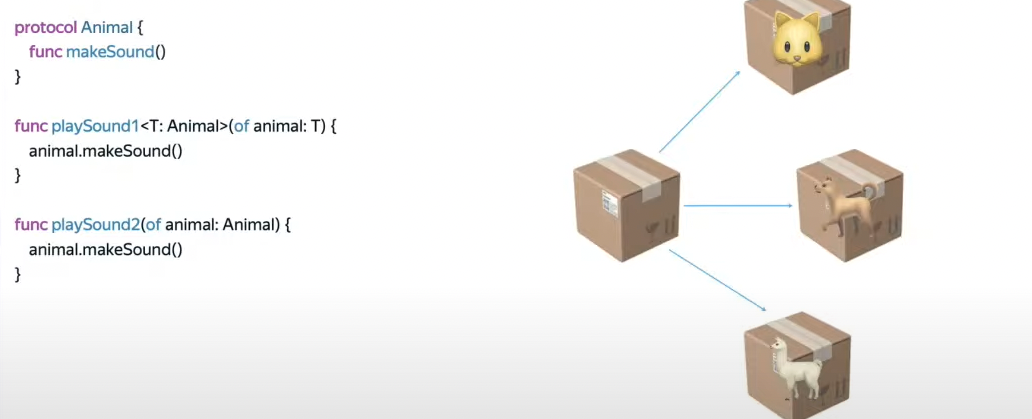 protocol Animal {
func makeSound()
}
func playSound1<T: Animal>(of animal: T) {
animal.makeSound()
}
func playSound2(of animal: Animal) {
animal.makeSound()
}